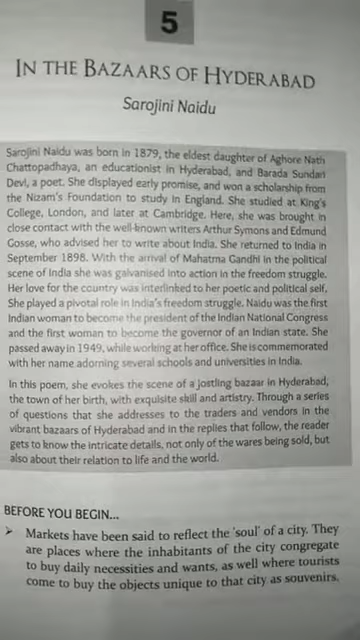 5
IN THE BAZAARS OF HYDERABAD
Sarojini Naidu
Sarojini Naidu was born in 1879, the eldest daughter of Aghore Nath
Chattopadhaya, an educationist in Hyderabad, and Barada Sundari
Devi, a poet. She displayed early promise, and won a scholarship from
the Nizam's Foundation to study in England. She studied at King's
College, London, and later at Cambridge. Here, she was brought in
close contact with the well-known writers Arthur Symons and Edmund
Gosse, who advised her to write about India. She returned to India in
September 1898. With the arrival of Mahatma Gandhi in the political
scene of India she was galvanised into action in the freedom struggle.
Her love for the country was interlinked to her poetic and political self.
She played a pivotal role in India's freedom struggle. Naidu was the first
Indian woman to become the president of the Indian National Congress
and the first woman to become the governor of an Indian state. She
passed away in 1949, while working at her office. She is commemorated
with her name adorning several schools and universities in India.
In this poem, she evokes the scene of a jostling bazaar in Hyderabad,
the town of her birth, with exquisite skill and artistry. Through a series
of questions that she addresses to the traders and vendors in the
vibrant bazaars of Hyderabad and in the replies that follow, the reader
gets to know the intricate details, not only of the wares being sold, but
also about their relation to life and the world.
BEFORE YOU BEGIN...
➢ Markets have been said to reflect the 'soul' of a city. They
are places where the inhabitants of the city congregate
to buy daily necessities and wants, as well where tourists
come to buy the objects unique to that city as souvenirs.